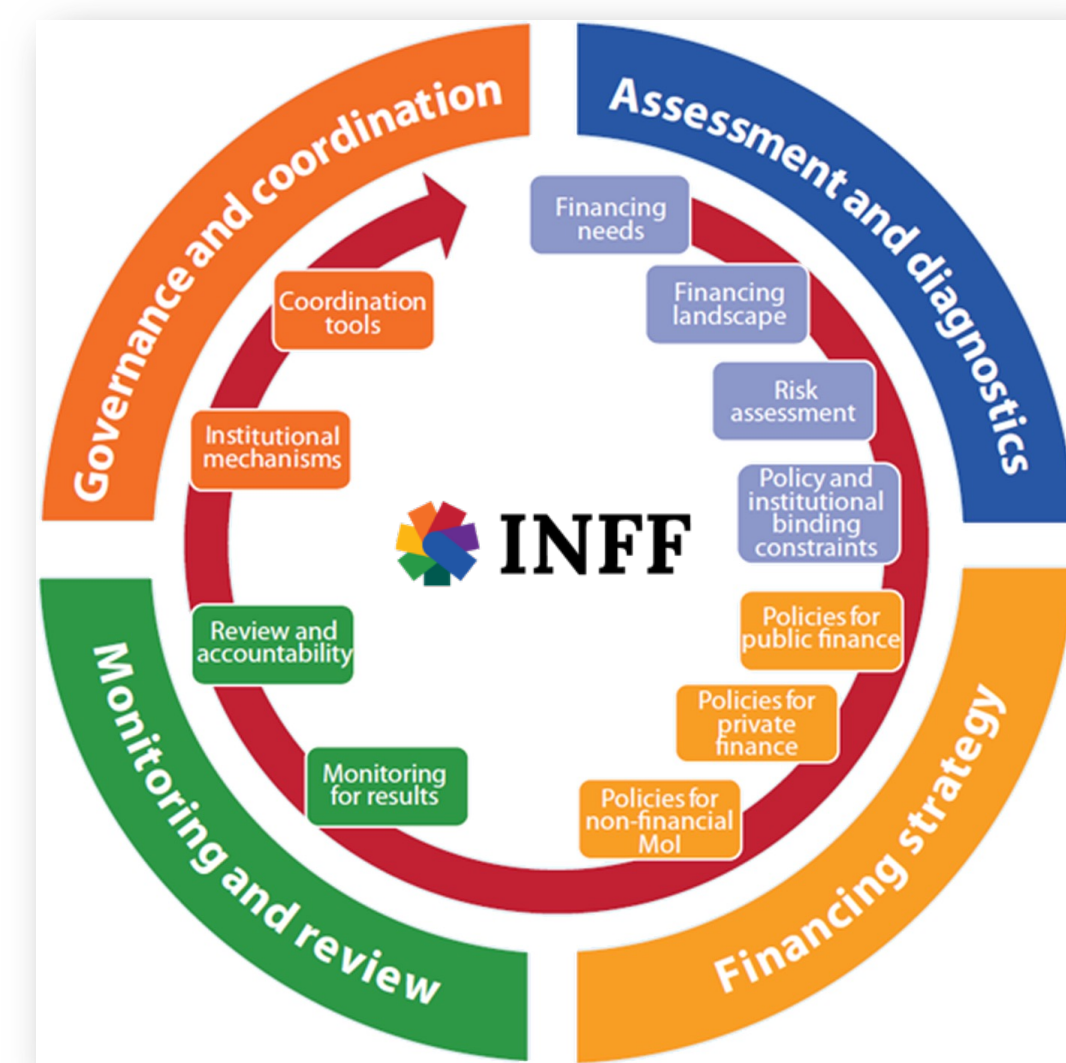 Assessment and diagnostics
Financing
needs
Financing
landscape
Risk
assessment
Policy and
institutional
binding
constraints
Financing strategy
Policies for
public finance
Policies for
private
finance
Policies for
non-financial
MoI
Monitoring and review
Monitoring
for results
Review and
accountability
Governance and coordination
Institutional
mechanisms
Coordination
tools
INFF